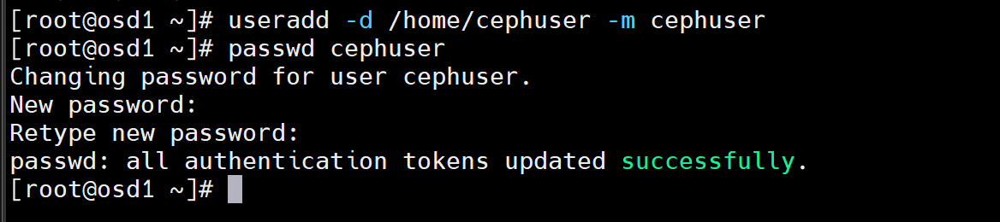 [root@osd1 ~]# useradd -d /home/cephuser -m cephuser
[root@osd1 ~]# passwd cephuser
Changing password for user cephuser.
New password:
Retype new password:
passwd: all authentication tokens updated successfully.
[root@osd1 ~]#